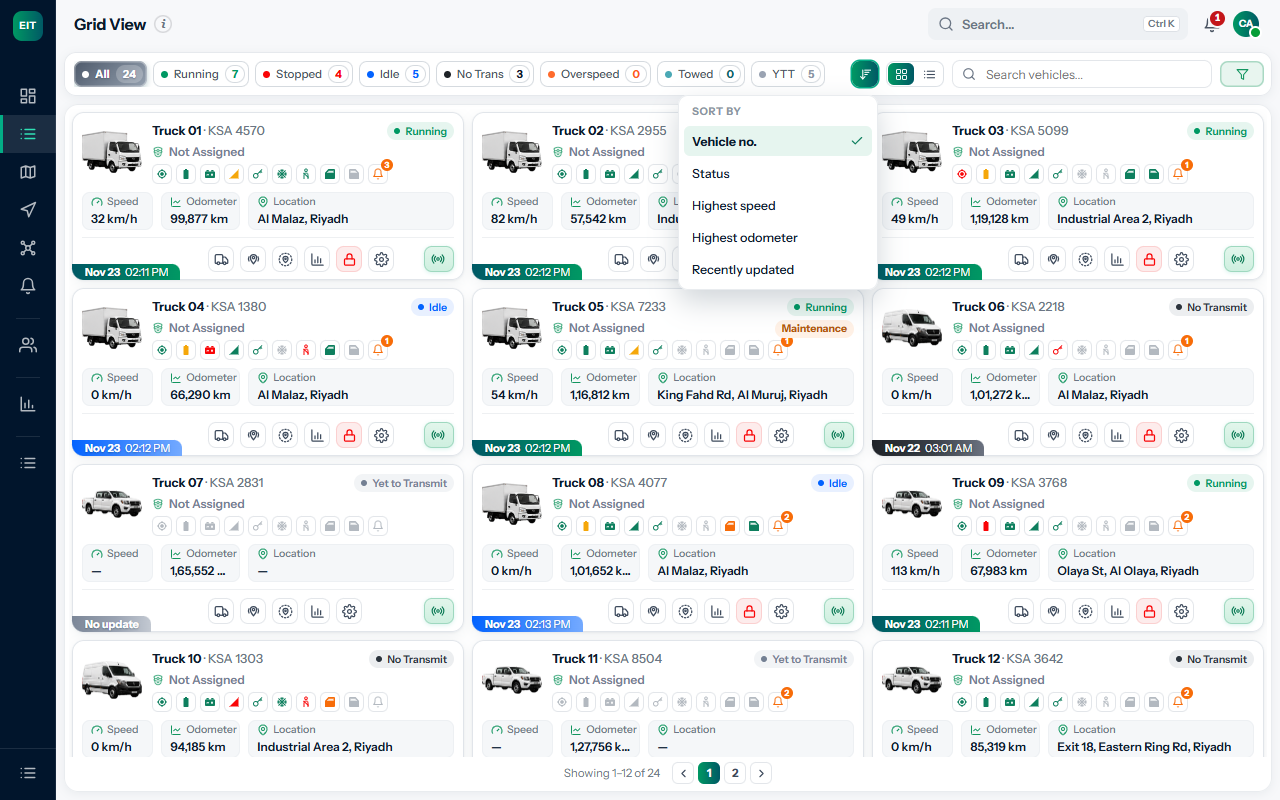 EIT
Grid View
i
Search...
Ctrl K
1
CA
All 24
Running 7
Stopped 4
Idle 5
No Trans 3
Overspeed 0
Towed 0
YTT 5
Search vehicles...
SORT BY
Vehicle no.
Status
Highest speed
Highest odometer
Recently updated
Truck 01 · KSA 4570
Running
Not Assigned
3
Speed
32 km/h
Odometer
99,877 km
Location
Al Malaz, Riyadh
Nov 23 02:11 PM
Truck 02 · KSA 2955
Not Assigned
Speed
82 km/h
Odometer
57,542 km
Nov 23 02:12 PM
Truck 03 · KSA 5099
Running
Not Assigned
1
Speed
49 km/h
Odometer
1,19,128 km
Location
Industrial Area 2, Riyadh
Nov 23 02:12 PM
Truck 04 · KSA 1380
Idle
Not Assigned
1
Speed
0 km/h
Odometer
66,290 km
Location
Al Malaz, Riyadh
Nov 23 02:12 PM
Truck 05 · KSA 7233
Running
Not Assigned
Maintenance
1
Speed
54 km/h
Odometer
1,16,812 km
Location
King Fahd Rd, Al Muruj, Riyadh
Nov 23 02:12 PM
Truck 06 · KSA 2218
No Transmit
Not Assigned
1
Speed
0 km/h
Odometer
1,01,272 k...
Location
Al Malaz, Riyadh
Nov 22 03:01 AM
Truck 07 · KSA 2831
Yet to Transmit
Not Assigned
Speed
—
Odometer
1,65,552 ...
Location
—
No update
Truck 08 · KSA 4077
Idle
Not Assigned
2
Speed
0 km/h
Odometer
1,01,652 k...
Location
Al Malaz, Riyadh
Nov 23 02:13 PM
Truck 09 · KSA 3768
Running
Not Assigned
2
Speed
113 km/h
Odometer
67,983 km
Location
Olaya St, Al Olaya, Riyadh
Nov 23 02:11 PM
Truck 10 · KSA 1303
No Transmit
Not Assigned
Speed
0 km/h
Odometer
94,185 km
Location
Industrial Area 2, Riyadh
Truck 11 · KSA 8504
Yet to Transmit
Not Assigned
2
Speed
—
Odometer
1,27,756 k...
Location
—
Truck 12 · KSA 3642
No Transmit
Not Assigned
2
Speed
0 km/h
Odometer
85,319 km
Location
Exit 18, Eastern Ring Rd, Riyadh
Showing 1–12 of 24
1
2